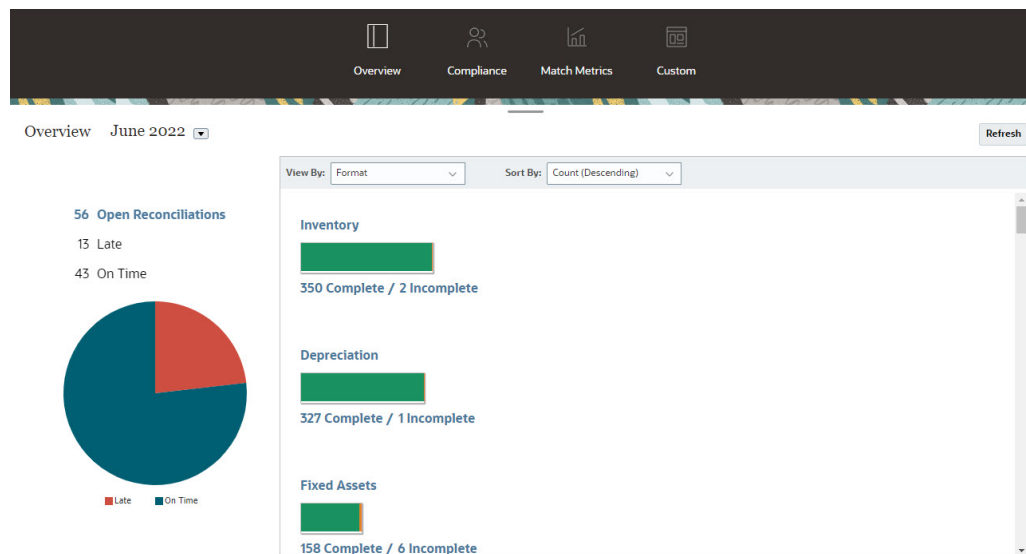 Overview Compliance Match Metrics Custom
Overview June 2022
Refresh
View By: Format Sort By: Count (Descending)
56 Open Reconciliations
13 Late
43 On Time
Late On Time
Inventory
350 Complete / 2 Incomplete
Depreciation
327 Complete / 1 Incomplete
Fixed Assets
158 Complete / 6 Incomplete